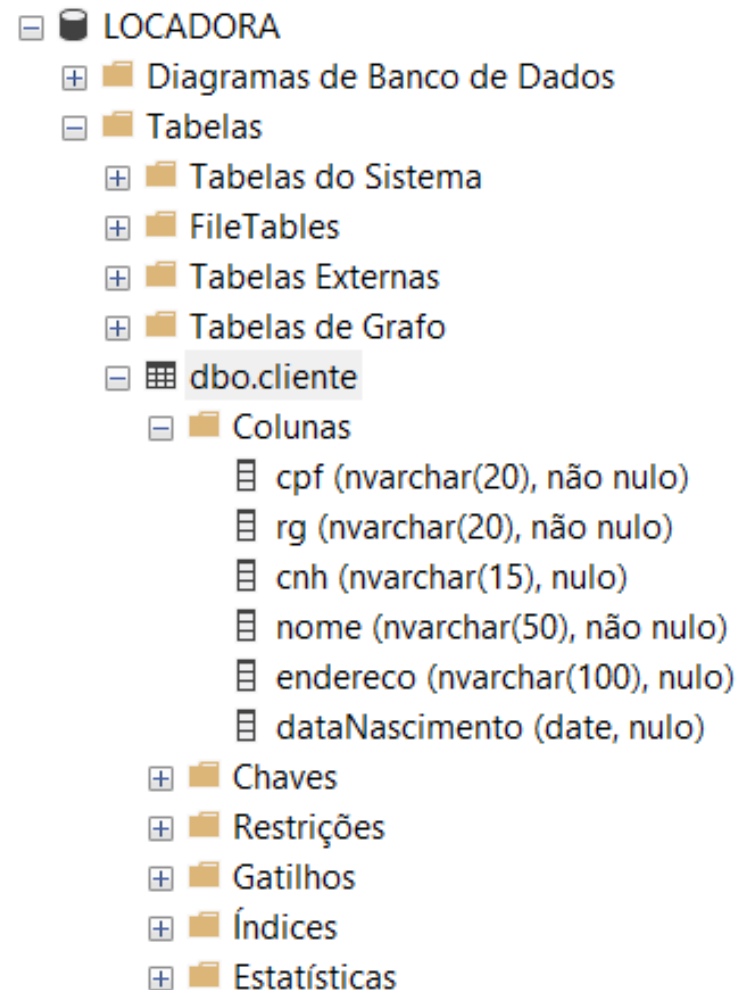 LOCADORA
Diagramas de Banco de Dados
Tabelas
Tabelas do Sistema
FileTables
Tabelas Externas
Tabelas de Grafo
dbo.cliente
Colunas
cpf (nvarchar(20), não nulo)
rg (nvarchar(20), não nulo)
cnh (nvarchar(15), nulo)
nome (nvarchar(50), não nulo)
endereco (nvarchar(100), nulo)
dataNascimento (date, nulo)
Chaves
Restrições
Gatilhos
Índices
Estatísticas